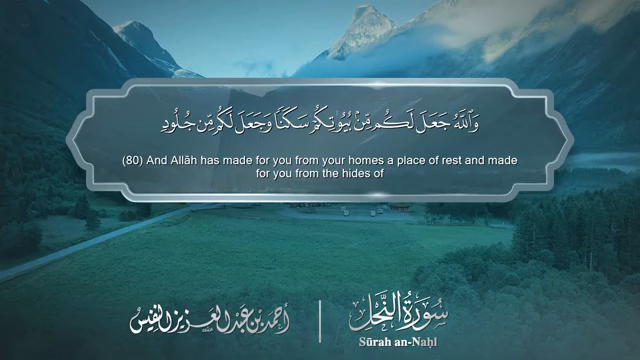 وَٱللَّهُ جَعَلَ لَكُم مِّنۢ بُيُوتِكُمْ سَكَنًا وَجَعَلَ لَكُم مِّن جُلُودِ
(80) And Allāh has made for you from your homes a place of rest and made
for you from the hides of
سُورَةُ النَّحْلِ
Sūrah an-Naḥl
أحمد بن عبد العزيز النفيس